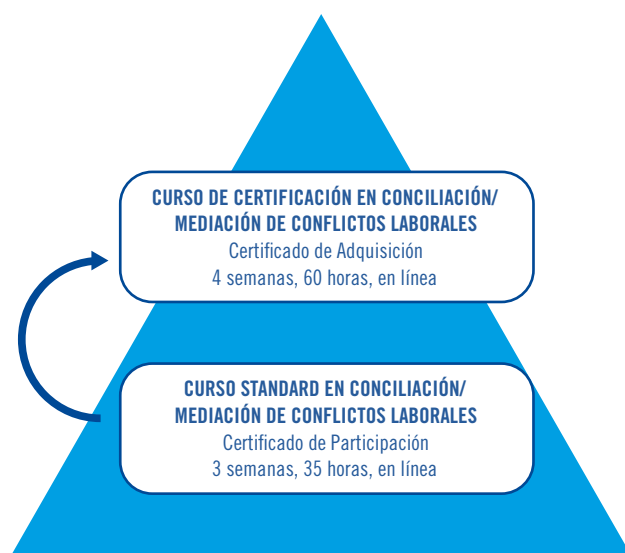 CURSO DE CERTIFICACIÓN EN CONCILIACIÓN/
MEDIACIÓN DE CONFLICTOS LABORALES
Certificado de Adquisición
4 semanas, 60 horas, en línea
CURSO STANDARD EN CONCILIACIÓN/
MEDIACIÓN DE CONFLICTOS LABORALES
Certificado de Participación
3 semanas, 35 horas, en línea